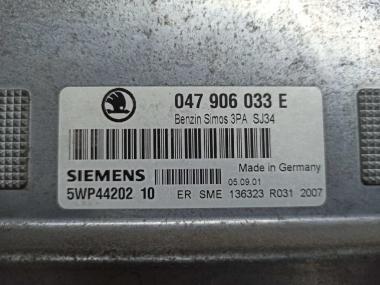 047 906 033 E
Benzin Simos 3PA SJ34
SIEMENS
Made in Germany
05.09.01
5WP44202 10
ER SME 136323 R031 2007